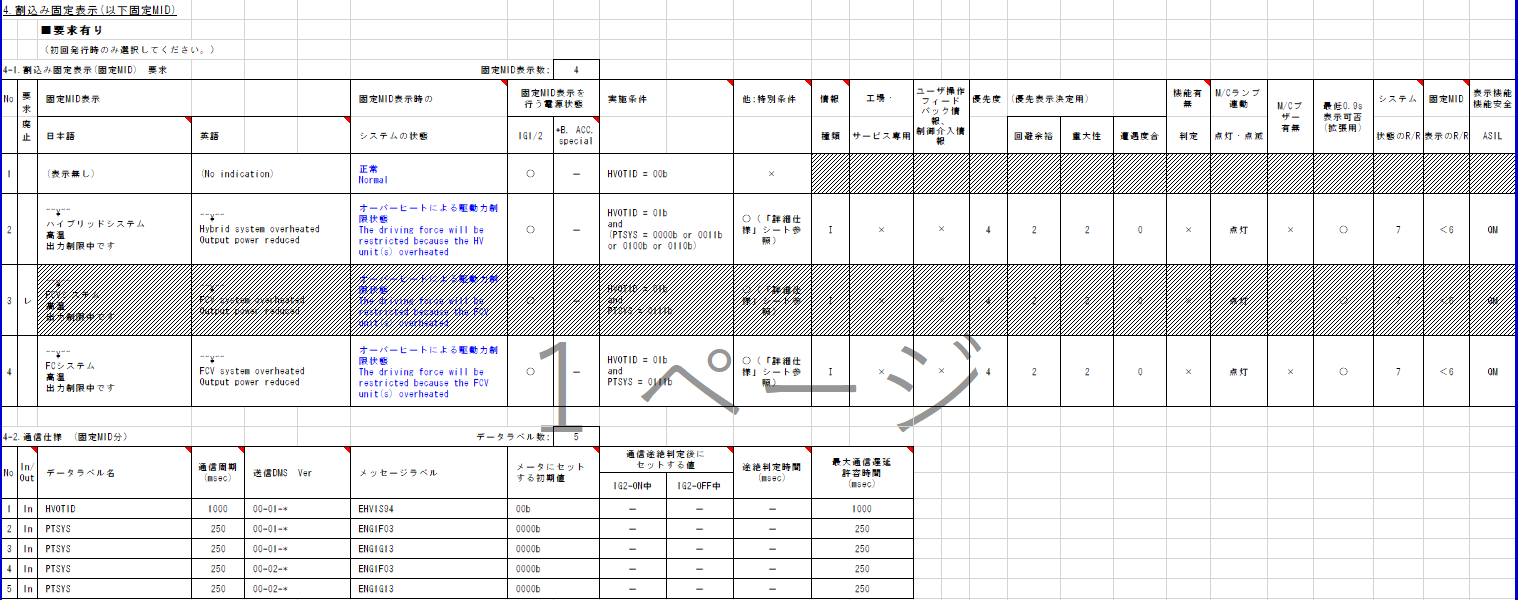 4.割込み固定表示(以下固定MID)
■要求有り
(初回発行時のみ選択してください。)
4-1.割込み固定表示(固定MID) 要求 固定MID表示数: 4
No 要求廃止 固定MID表示 固定MID表示時の 固定MID表示を行う電源状態 実施条件 他:特別条件 情報 工場・ ユーザ操作フィードバック情報、制御介入情報 優先度 (優先表示決定用) 機能有無 M/Cランプ連動 M/Cブザー有無 最低0.9s表示可否(拡張用) システム 固定MID 表示機能機能安全
日本語 英語 システムの状態 IG1/2 +B, ACC, special 種類 サービス専用 回避余裕 重大性 遭遇度合 判定 点灯・点滅 状態のR/R 表示のR/R ASIL
1 (表示無し) (No indication) 正常 Normal ○ － HVOTID = 00b ×
2 ハイブリッドシステム 高温 出力制限中です Hybrid system overheated Output power reduced オーバーヒートによる駆動力制限状態 The driving force will be restricted because the HV unit(s) overheated ○ － HVOTID = 01b and (PTSYS = 0000b or 0011b or 0100b or 0110b) ○(「詳細仕様」シート参照) I × × 4 2 2 0 × 点灯 × ○ 7 <6 QM
3 レ FCVシステム 高温 出力制限中です FCV system overheated Output power reduced オーバーヒートによる駆動力制限状態 The driving force will be restricted because the FCV unit(s) overheated ○ － HVOTID = 01b and PTSYS = 0111b ○(「詳細仕様」シート参照) I × × 4 2 2 0 × 点灯 × ○ 7 <6 QM
4 FCシステム 高温 出力制限中です FCV system overheated Output power reduced オーバーヒートによる駆動力制限状態 The driving force will be restricted because the FCV unit(s) overheated ○ － HVOTID = 01b and PTSYS = 0111b ○(「詳細仕様」シート参照) I × × 4 2 2 0 × 点灯 × ○ 7 <6 QM
1 ページ
4-2.通信仕様 (固定MID分) データラベル数: 5
No In/Out データラベル名 通信周期(msec) 送信DMS Ver メッセージラベル メータにセットする初期値 通信途絶判定後にセットする値 途絶判定時間(msec) 最大通信遅延許容時間(msec)
IG2-ON中 IG2-OFF中
1 In HVOTID 1000 00-01-* EHV1S94 00b － － － 1000
2 In PTSYS 250 00-01-* ENG1F03 0000b － － － 250
3 In PTSYS 250 00-01-* ENG1G13 0000b － － － 250
4 In PTSYS 250 00-02-* ENG1F03 0000b － － － 250
5 In PTSYS 250 00-02-* ENG1G13 0000b － － － 250